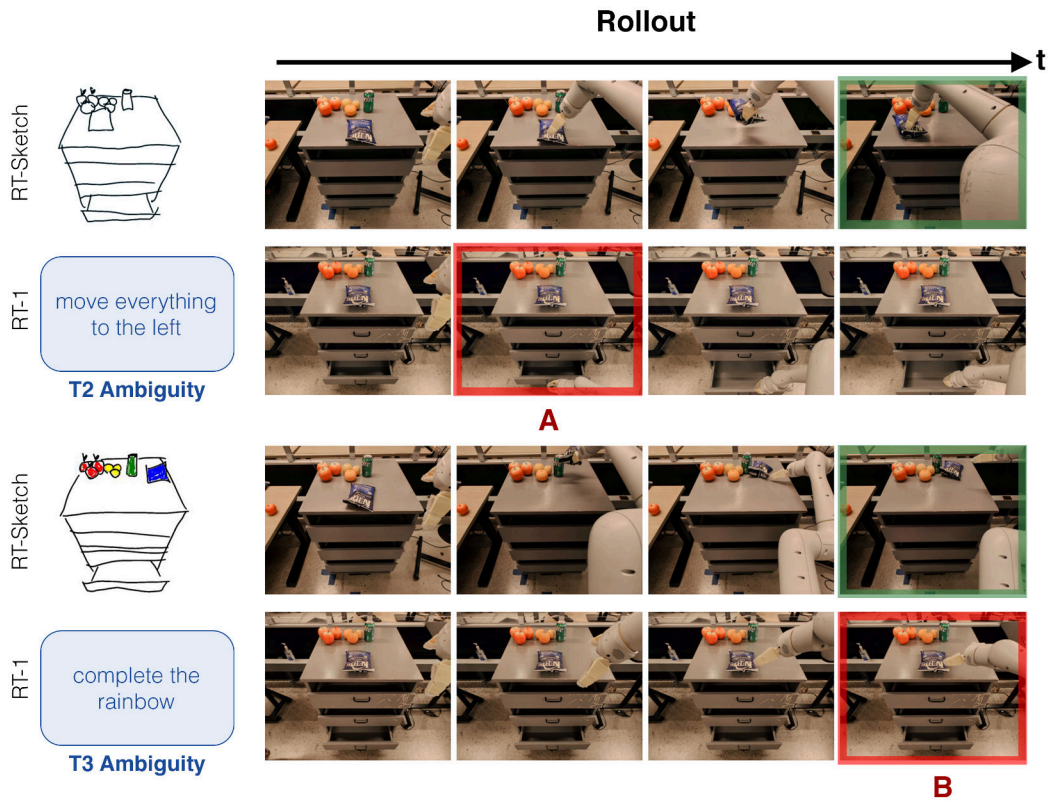 Rollout
t
RT-Sketch
RT-1
move everything
to the left
T2 Ambiguity
A
RT-Sketch
RT-1
complete the
rainbow
T3 Ambiguity
B